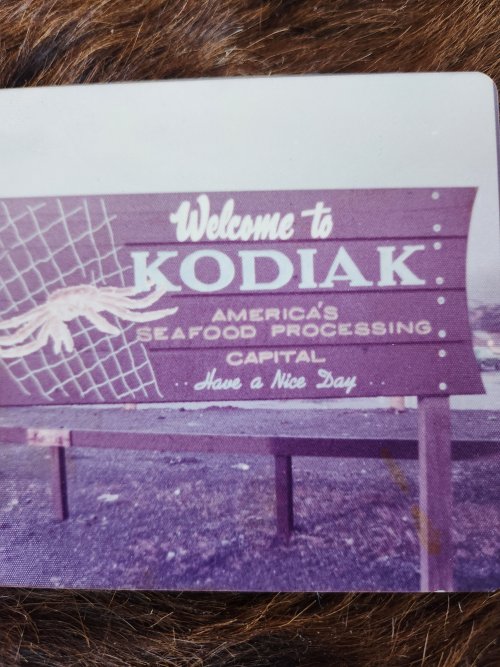 Welcome to
KODIAK
AMERICA'S
SEAFOOD PROCESSING
CAPITAL
.. Have a Nice Day ..